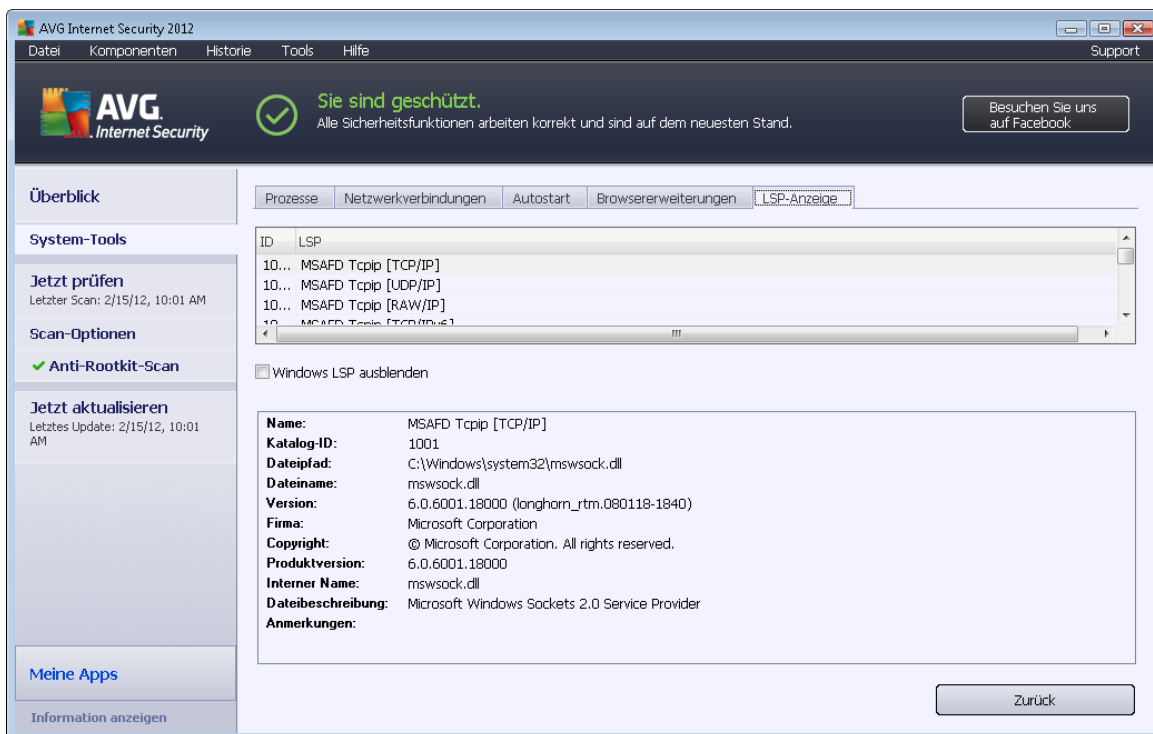 AVG Internet Security 2012
Datei Komponenten Historie Tools Hilfe Support
AVG.
Internet Security
Sie sind geschützt.
Alle Sicherheitsfunktionen arbeiten korrekt und sind auf dem neuesten Stand.
Besuchen Sie uns
auf Facebook
Überblick
System-Tools
Jetzt prüfen
Letzter Scan: 2/15/12, 10:01 AM
Scan-Optionen
Anti-Rootkit-Scan
Jetzt aktualisieren
Letztes Update: 2/15/12, 10:01
AM
Meine Apps
Information anzeigen
Prozesse Netzwerkverbindungen Autostart Browsererweiterungen LSP-Anzeige
ID LSP
10... MSAFD Tcpip [TCP/IP]
10... MSAFD Tcpip [UDP/IP]
10... MSAFD Tcpip [RAW/IP]
10... MSAFD Tcpip [TCP/IPv6]
Windows LSP ausblenden
Name: MSAFD Tcpip [TCP/IP]
Katalog-ID: 1001
Dateipfad: C:\Windows\system32\mswsock.dll
Dateiname: mswsock.dll
Version: 6.0.6001.18000 (longhorn_rtm.080118-1840)
Firma: Microsoft Corporation
Copyright: © Microsoft Corporation. All rights reserved.
Produktversion: 6.0.6001.18000
Interner Name: mswsock.dll
Dateibeschreibung: Microsoft Windows Sockets 2.0 Service Provider
Anmerkungen:
Zurück